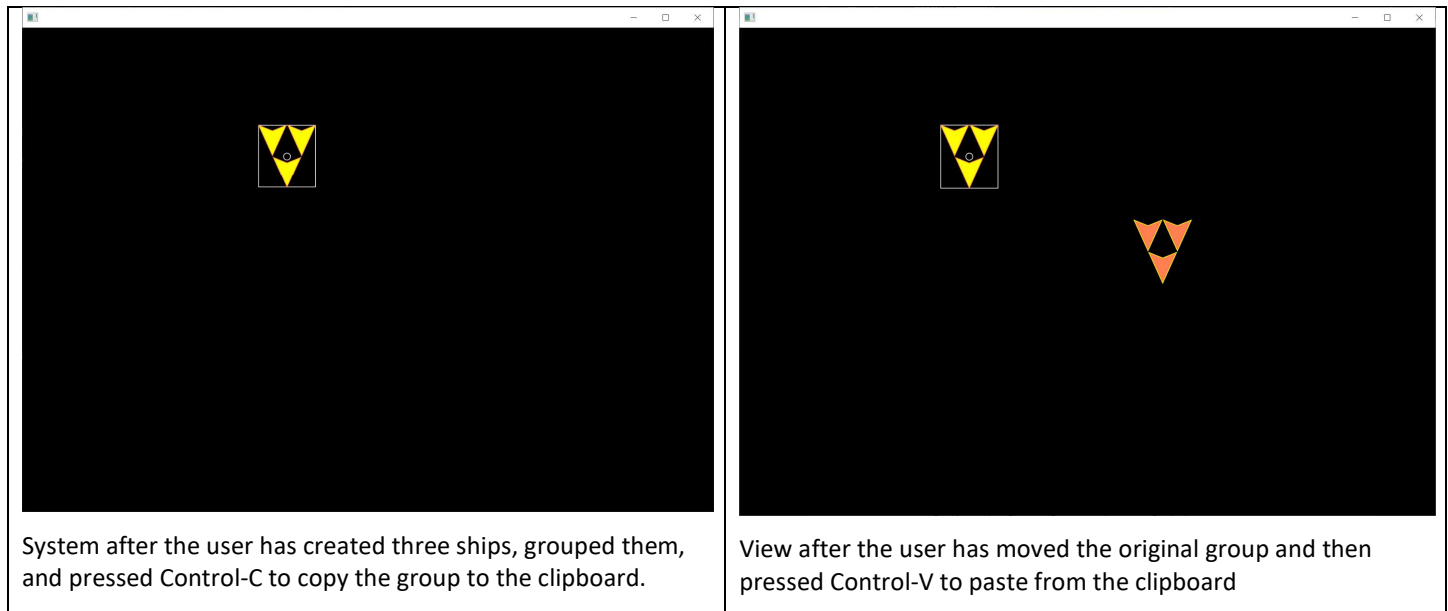 System after the user has created three ships, grouped them,
and pressed Control-C to copy the group to the clipboard.
View after the user has moved the original group and then
pressed Control-V to paste from the clipboard